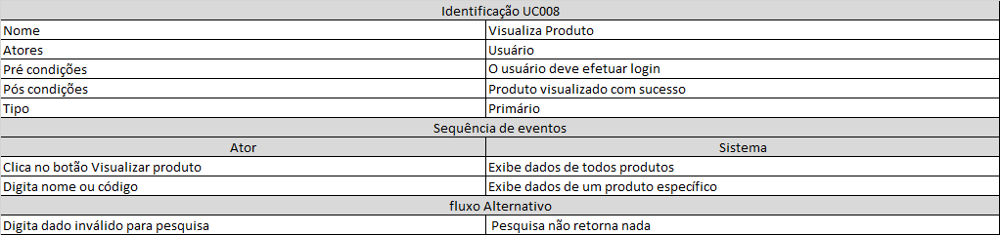 Identificação UC008
Nome Visualiza Produto
Atores Usuário
Pré condições O usuário deve efetuar login
Pós condições Produto visualizado com sucesso
Tipo Primário
Sequência de eventos
Ator Sistema
Clica no botão Visualizar produto Exibe dados de todos produtos
Digita nome ou código Exibe dados de um produto específico
fluxo Alternativo
Digita dado inválido para pesquisa Pesquisa não retorna nada